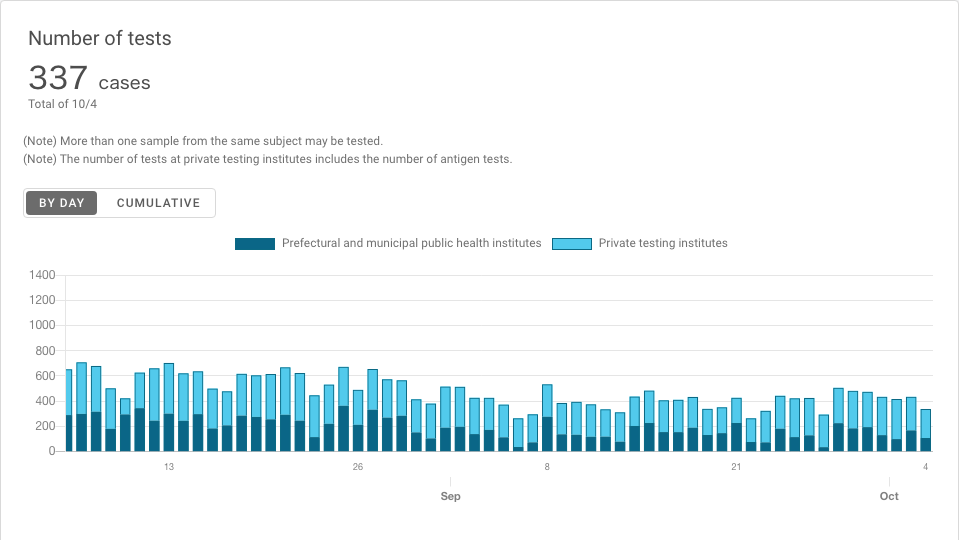 Number of tests
337 cases
Total of 10/4
(Note) More than one sample from the same subject may be tested.
(Note) The number of tests at private testing institutes includes the number of antigen tests.
BY DAY CUMULATIVE
Prefectural and municipal public health institutes Private testing institutes
1400
1200
1000
800
600
400
200
0
13 26 8 21 4
Sep Oct